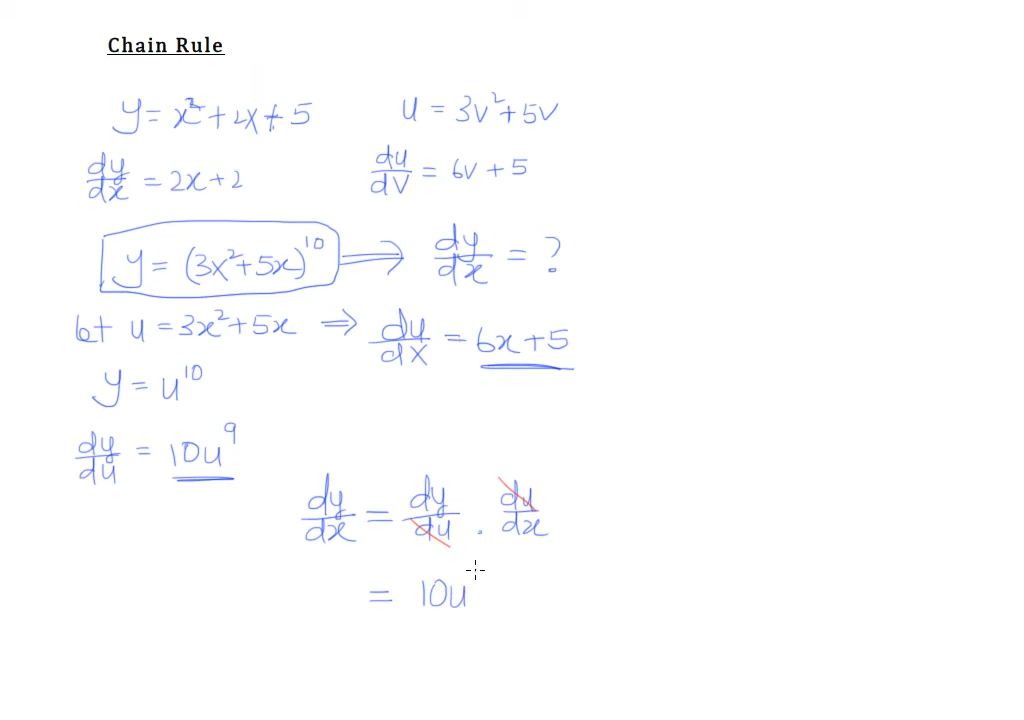 Chain Rule
y = x² + 2x + 5
u = 3v² + 5v
dy/dx = 2x + 2
du/dv = 6v + 5
y = (3x² + 5x)¹⁰ ⟹ dy/dx = ?
let u = 3x² + 5x ⟹ du/dx = 6x + 5
y = u¹⁰
dy/du = 10u⁹
dy/dx = dy/du . du/dx
= 10u